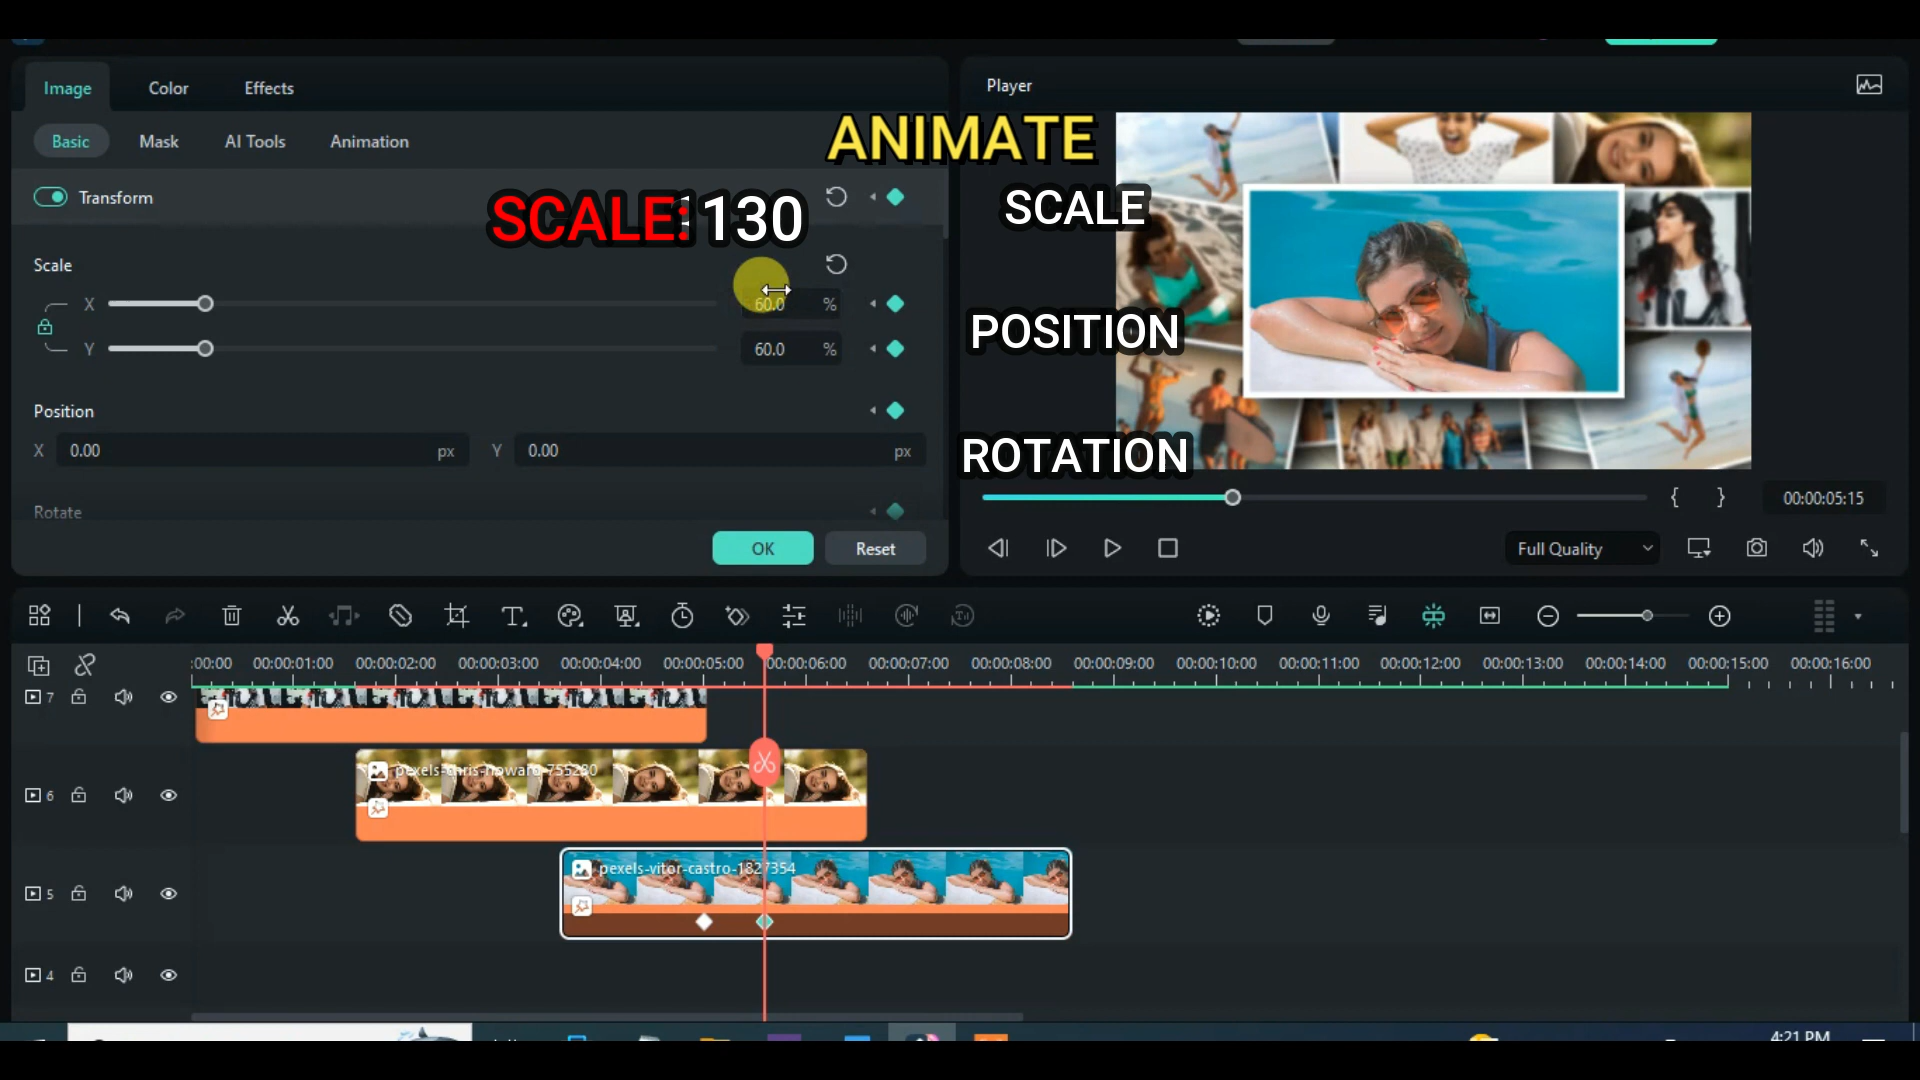 Image Color Effects
Player
Basic Mask AI Tools Animation
ANIMATE
Transform
SCALE: 130
SCALE
Scale
X 60.0 %
Y 60.0 %
POSITION
Position
X 0.00 px Y 0.00 px
ROTATION
Rotate
00:00:05:15
OK Reset
Full Quality
:00:00 00:00:01:00 00:00:02:00 00:00:03:00 00:00:04:00 00:00:05:00 00:00:06:00 00:00:07:00 00:00:08:00 00:00:09:00 00:00:10:00 00:00:11:00 00:00:12:00 00:00:13:00 00:00:14:00 00:00:15:00 00:00:16:00
7
pexels-chris-howard-755280
6
pexels-vitor-castro-1827354
5
4
4:21 PM